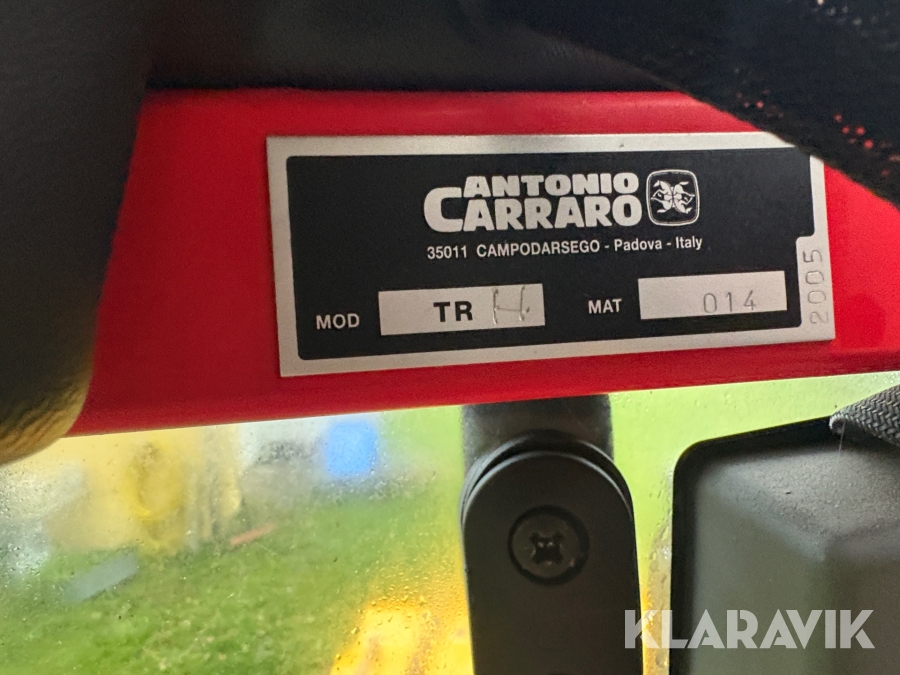 ANTONIO
CARRARO
35011 CAMPODARSEGO - Padova - Italy
MOD TR H MAT 014
2005
KLARAVIK